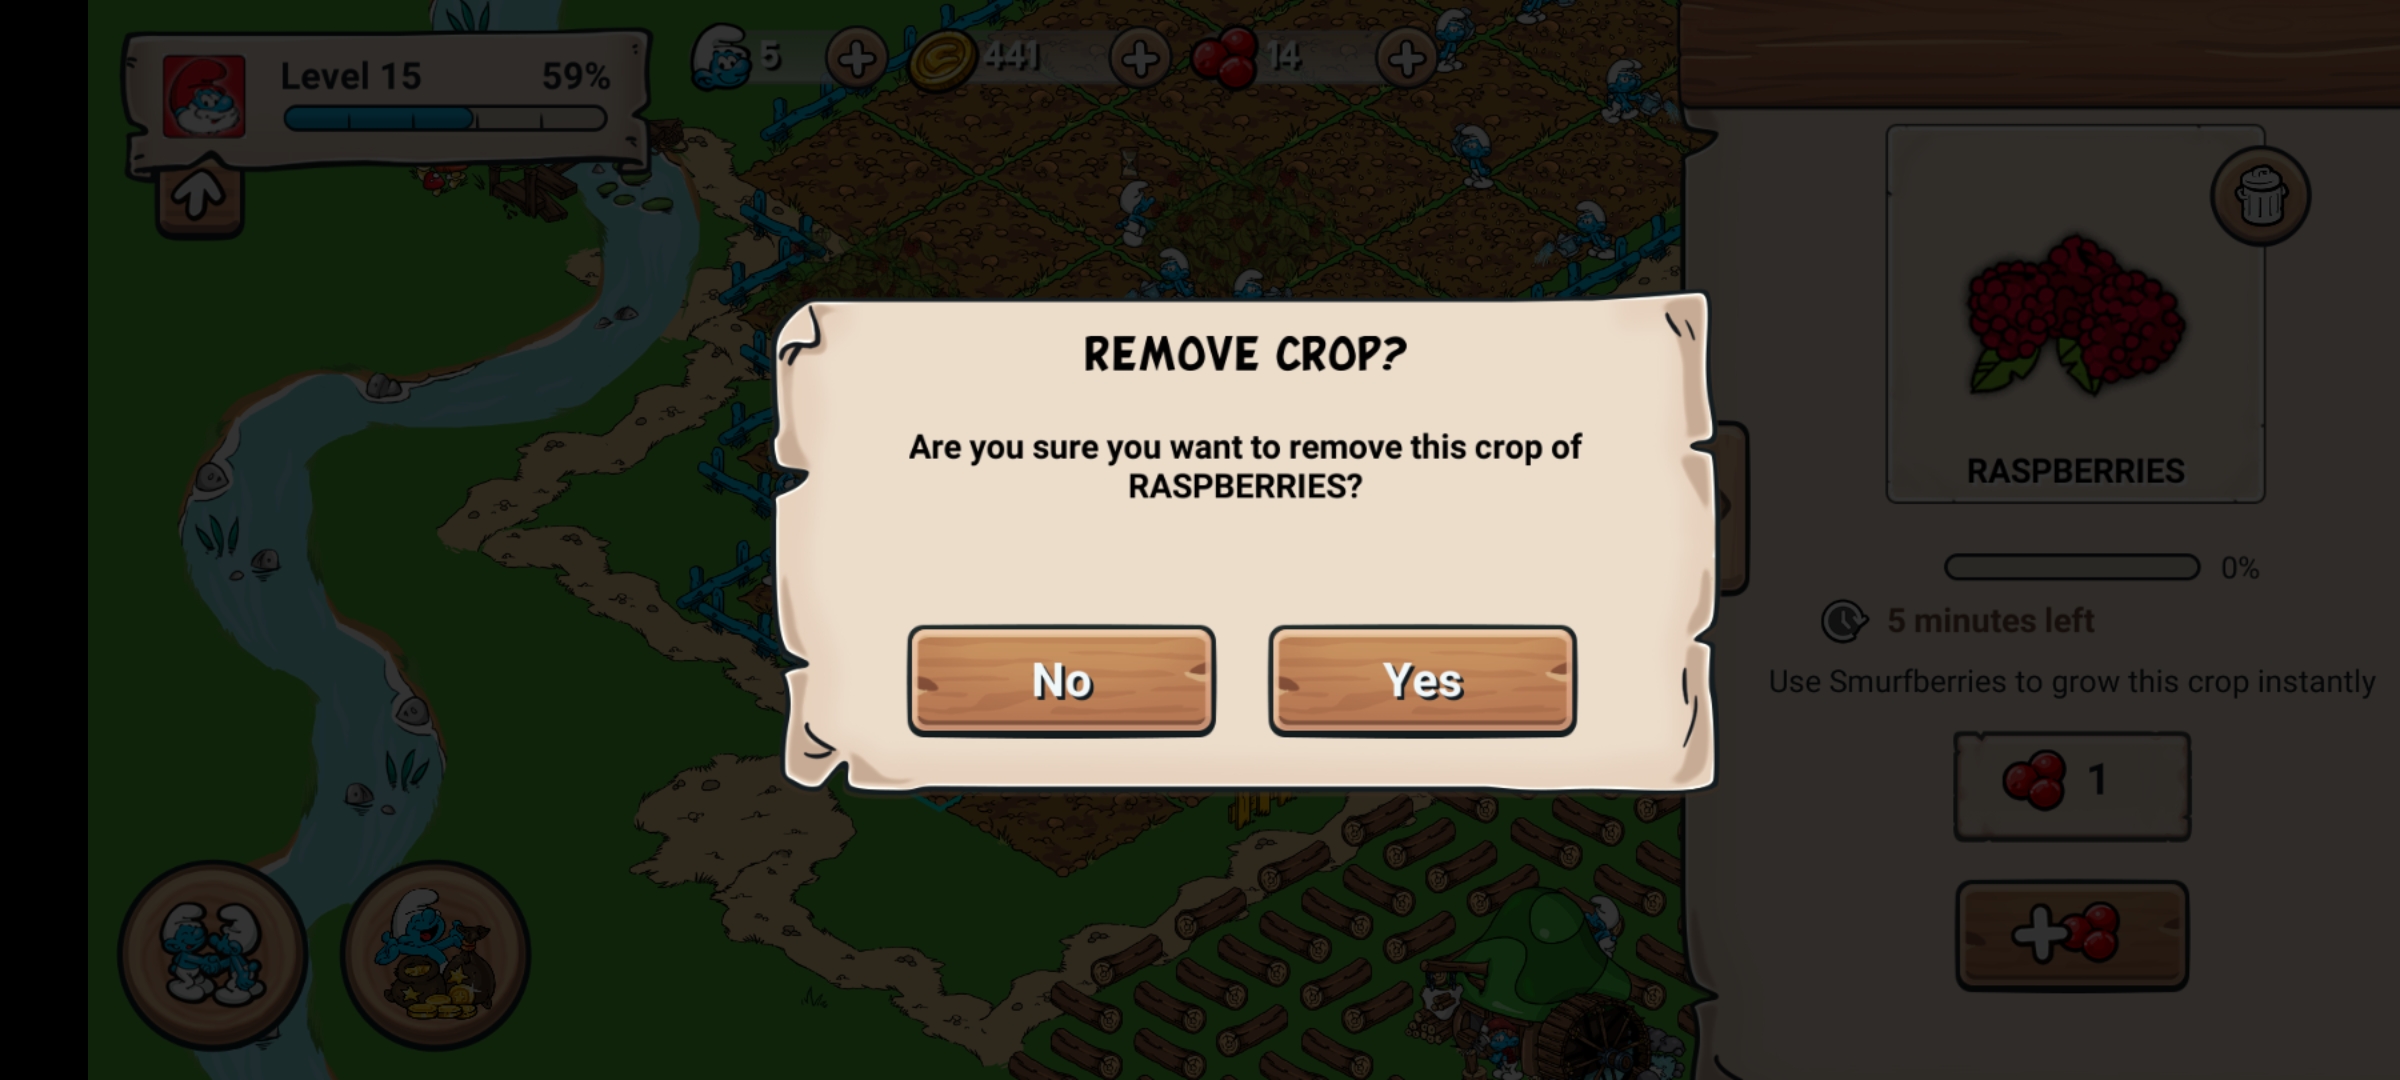 Level 15 59%
5
441
14
REMOVE CROP?
Are you sure you want to remove this crop of
RASPBERRIES?
No
Yes
RASPBERRIES
0%
5 minutes left
Use Smurfberries to grow this crop instantly
1